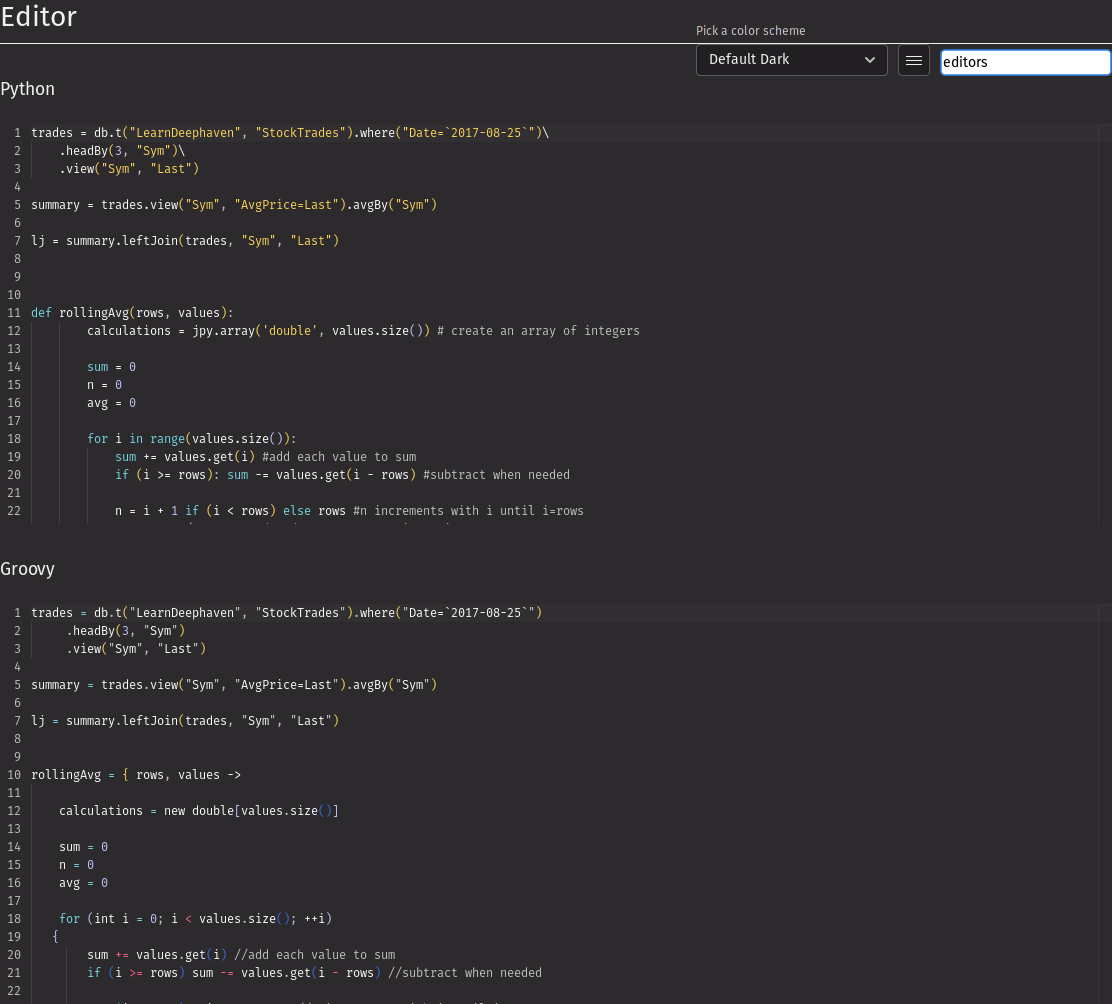 Editor
Pick a color scheme
Default Dark
editors
Python
1 trades = db.t("LearnDeephaven", "StockTrades").where("Date=`2017-08-25`")\
2     .headBy(3, "Sym")\
3     .view("Sym", "Last")
4
5 summary = trades.view("Sym", "AvgPrice=Last").avgBy("Sym")
6
7 lj = summary.leftJoin(trades, "Sym", "Last")
8
9
10
11 def rollingAvg(rows, values):
12         calculations = jpy.array('double', values.size()) # create an array of integers
13
14         sum = 0
15         n = 0
16         avg = 0
17
18         for i in range(values.size()):
19             sum += values.get(i) #add each value to sum
20             if (i >= rows): sum -= values.get(i - rows) #subtract when needed
21
22             n = i + 1 if (i < rows) else rows #n increments with i until i=rows
Groovy
1 trades = db.t("LearnDeephaven", "StockTrades").where("Date=`2017-08-25`")
2      .headBy(3, "Sym")
3      .view("Sym", "Last")
4
5 summary = trades.view("Sym", "AvgPrice=Last").avgBy("Sym")
6
7 lj = summary.leftJoin(trades, "Sym", "Last")
8
9
10 rollingAvg = { rows, values ->
11
12     calculations = new double[values.size()]
13
14     sum = 0
15     n = 0
16     avg = 0
17
18     for (int i = 0; i < values.size(); ++i)
19    {
20         sum += values.get(i) //add each value to sum
21         if (i >= rows) sum -= values.get(i - rows) //subtract when needed
22